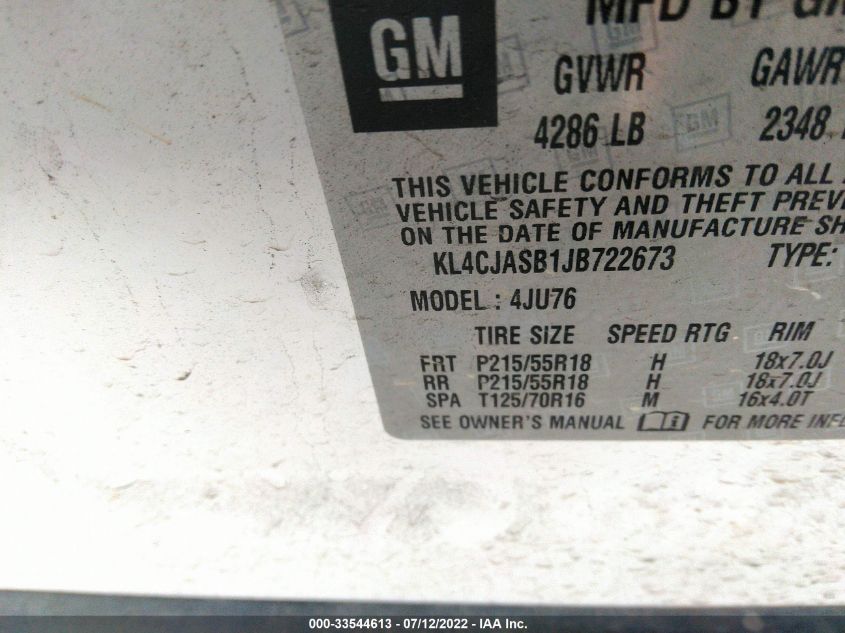 GM
MFD BY GM
GVWR GAWR
4286 LB 2348
THIS VEHICLE CONFORMS TO ALL
VEHICLE SAFETY AND THEFT PREVE
ON THE DATE OF MANUFACTURE SH
KL4CJASB1JB722673 TYPE:
MODEL : 4JU76
TIRE SIZE SPEED RTG RIM
FRT P215/55R18 H 18x7.0J
RR P215/55R18 H 18x7.0J
SPA T125/70R16 M 16x4.0T
SEE OWNER'S MANUAL FOR MORE INFO
000-33544613 - 07/12/2022 - IAA Inc.